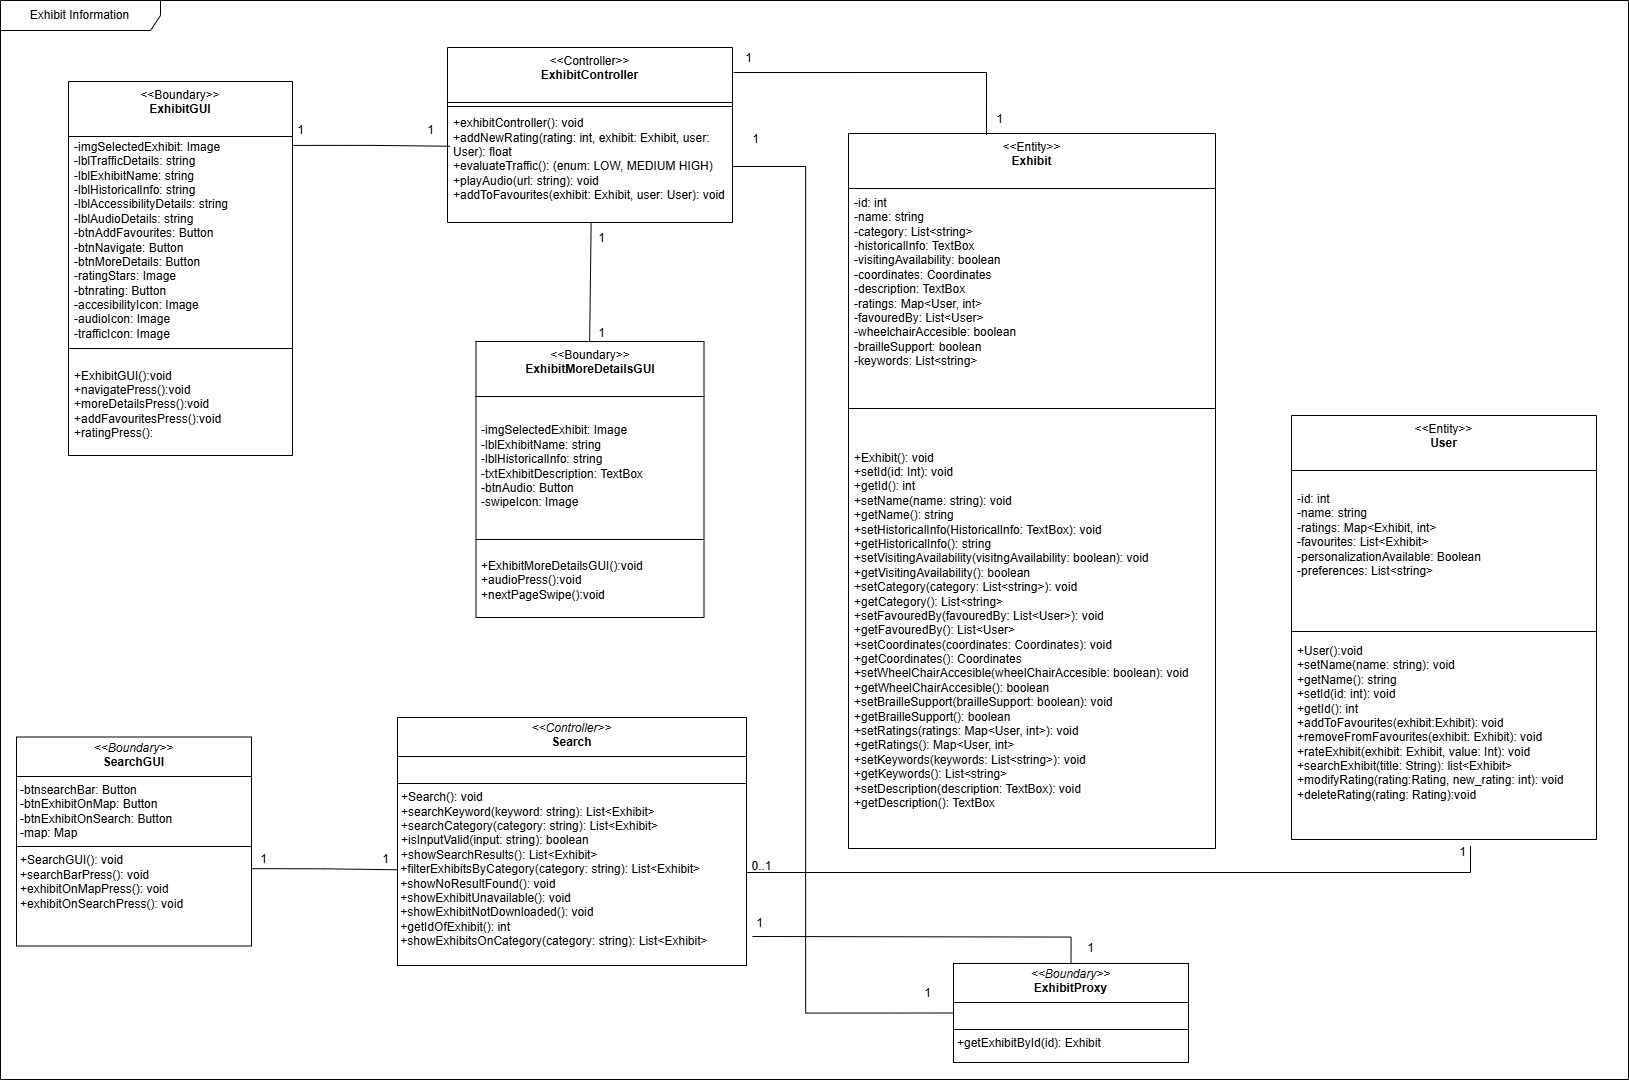 Exhibit Information
<<Controller>>
ExhibitController
+exhibitController(): void
+addNewRating(rating: int, exhibit: Exhibit, user:
User): float
+evaluateTraffic(): (enum: LOW, MEDIUM HIGH)
+playAudio(url: string): void
+addToFavourites(exhibit: Exhibit, user: User): void
1
1
1
1
1
1
1
<<Boundary>>
ExhibitGUI
-imgSelectedExhibit: Image
-lblTrafficDetails: string
-lblExhibitName: string
-lblHistoricalInfo: string
-lblAccessibilityDetails: string
-lblAudioDetails: string
-btnAddFavourites: Button
-btnNavigate: Button
-btnMoreDetails: Button
-ratingStars: Image
-btnrating: Button
-accesibilityIcon: Image
-audioIcon: Image
-trafficIcon: Image
+ExhibitGUI():void
+navigatePress():void
+moreDetailsPress():void
+addFavouritesPress():void
+ratingPress():
<<Boundary>>
ExhibitMoreDetailsGUI
-imgSelectedExhibit: Image
-lblExhibitName: string
-lblHistoricalInfo: string
-txtExhibitDescription: TextBox
-btnAudio: Button
-swipeIcon: Image
+ExhibitMoreDetailsGUI():void
+audioPress():void
+nextPageSwipe():void
<<Entity>>
Exhibit
-id: int
-name: string
-category: List<string>
-historicalInfo: TextBox
-visitingAvailability: boolean
-coordinates: Coordinates
-description: TextBox
-ratings: Map<User, int>
-favouredBy: List<User>
-wheelchairAccesible: boolean
-brailleSupport: boolean
-keywords: List<string>
+Exhibit(): void
+setId(id: Int): void
+getId(): int
+setName(name: string): void
+getName(): string
+setHistoricalInfo(HistoricalInfo: TextBox): void
+getHistoricalInfo(): string
+setVisitingAvailability(visitngAvailability: boolean): void
+getVisitingAvailability(): boolean
+setCategory(category: List<string>): void
+getCategory(): List<string>
+setFavouredBy(favouredBy: List<User>): void
+getFavouredBy(): List<User>
+setCoordinates(coordinates: Coordinates): void
+getCoordinates(): Coordinates
+setWheelChairAccesible(wheelChairAccesible: boolean): void
+getWheelChairAccesible(): boolean
+setBrailleSupport(brailleSupport: boolean): void
+getBrailleSupport(): boolean
+setRatings(ratings: Map<User, int>): void
+getRatings(): Map<User, int>
+setKeywords(keywords: List<string>): void
+getKeywords(): List<string>
+setDescription(description: TextBox): void
+getDescription(): TextBox
<<Entity>>
User
-id: int
-name: string
-ratings: Map<Exhibit, int>
-favourites: List<Exhibit>
-personalizationAvailable: Boolean
-preferences: List<string>
+User():void
+setName(name: string): void
+getName(): string
+setId(id: int): void
+getId(): int
+addToFavourites(exhibit:Exhibit): void
+removeFromFavourites(exhibit: Exhibit): void
+rateExhibit(exhibit: Exhibit, value: Int): void
+searchExhibit(title: String): list<Exhibit>
+modifyRating(rating:Rating, new_rating: int): void
+deleteRating(rating: Rating):void
<<Boundary>>
SearchGUI
-btnsearchBar: Button
-btnExhibitOnMap: Button
-btnExhibitOnSearch: Button
-map: Map
+SearchGUI(): void
+searchBarPress(): void
+exhibitOnMapPress(): void
+exhibitOnSearchPress(): void
1
1
<<Controller>>
Search
+Search(): void
+searchKeyword(keyword: string): List<Exhibit>
+searchCategory(category: string): List<Exhibit>
+isInputValid(input: string): boolean
+showSearchResults(): List<Exhibit>
+filterExhibitsByCategory(category: string): List<Exhibit>
+showNoResultFound(): void
+showExhibitUnavailable(): void
+showExhibitNotDownloaded(): void
+getIdOfExhibit(): int
+showExhibitsOnCategory(category: string): List<Exhibit>
0..1
1
1
1
1
<<Boundary>>
ExhibitProxy
+getExhibitById(id): Exhibit